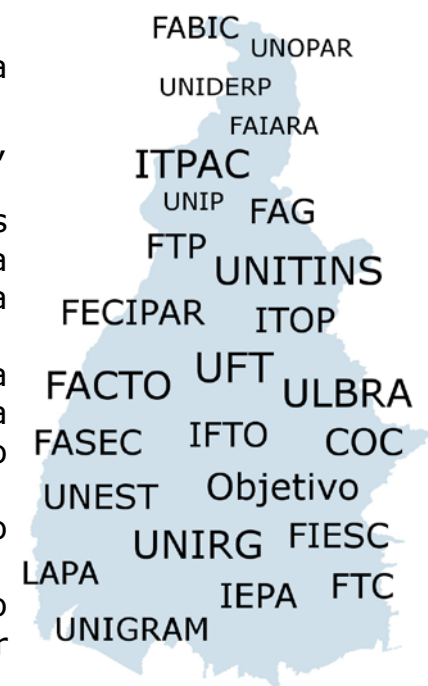 FABIC
UNOPAR
a
UNIDERP
FAIARA
,
ITPAC
UNIP
FAG
s
FTP
a
UNITINS
a
FECIPAR
ITOP
UFT
a
FACTO
ULBRA
a
IFTO
FASEC
COC
o
Objetivo
UNEST
o
FIESC
UNIRG
LAPA
FTC
IEPA
o
UNIGRAM
r